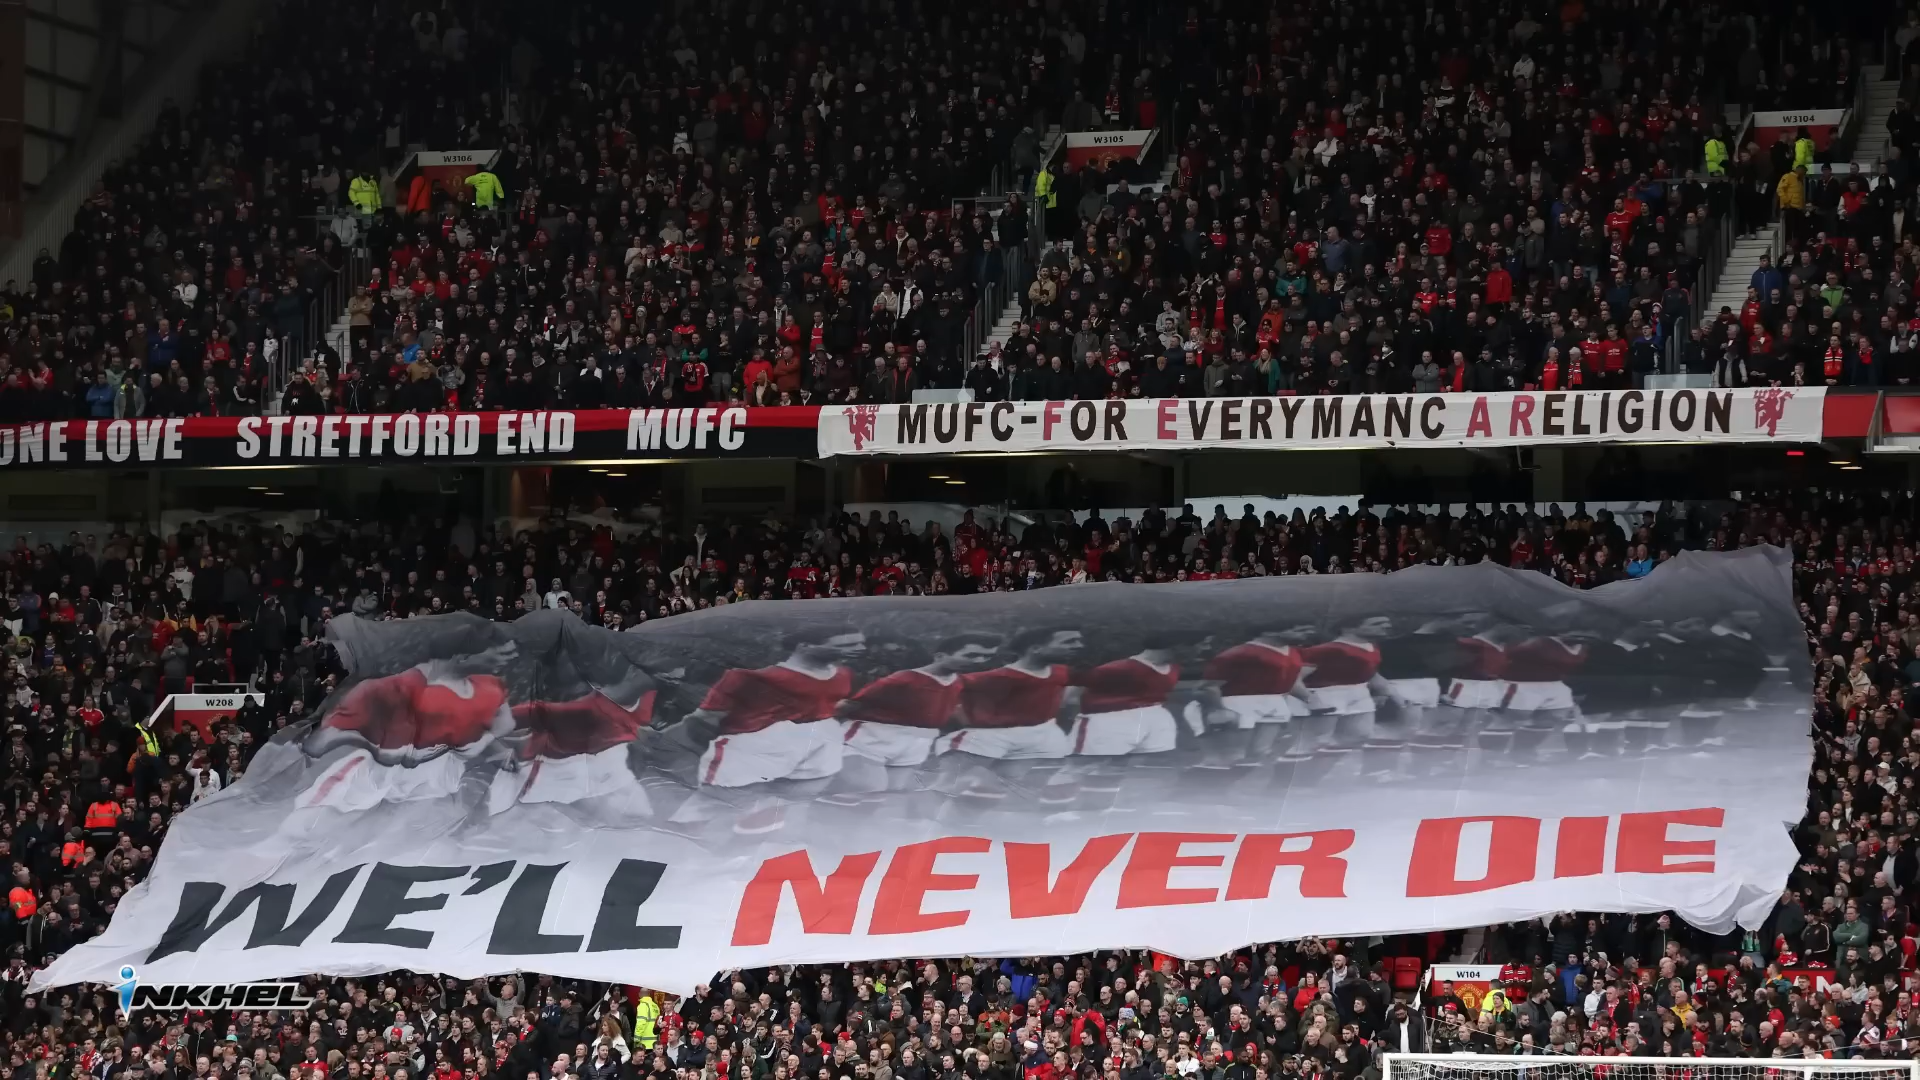 W3104
W3105
W3106
ONE LOVE STRETFORD END MUFC
MUFC-FOR EVERYMANC A RELIGION
W208
WE'LL NEVER DIE
W104
INKHEL